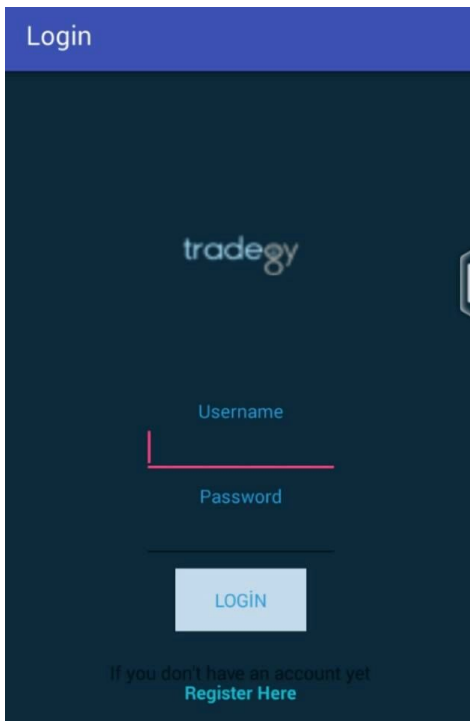 Login
tradegy
Username
Password
LOGİN
If you don't have an account yet
Register Here